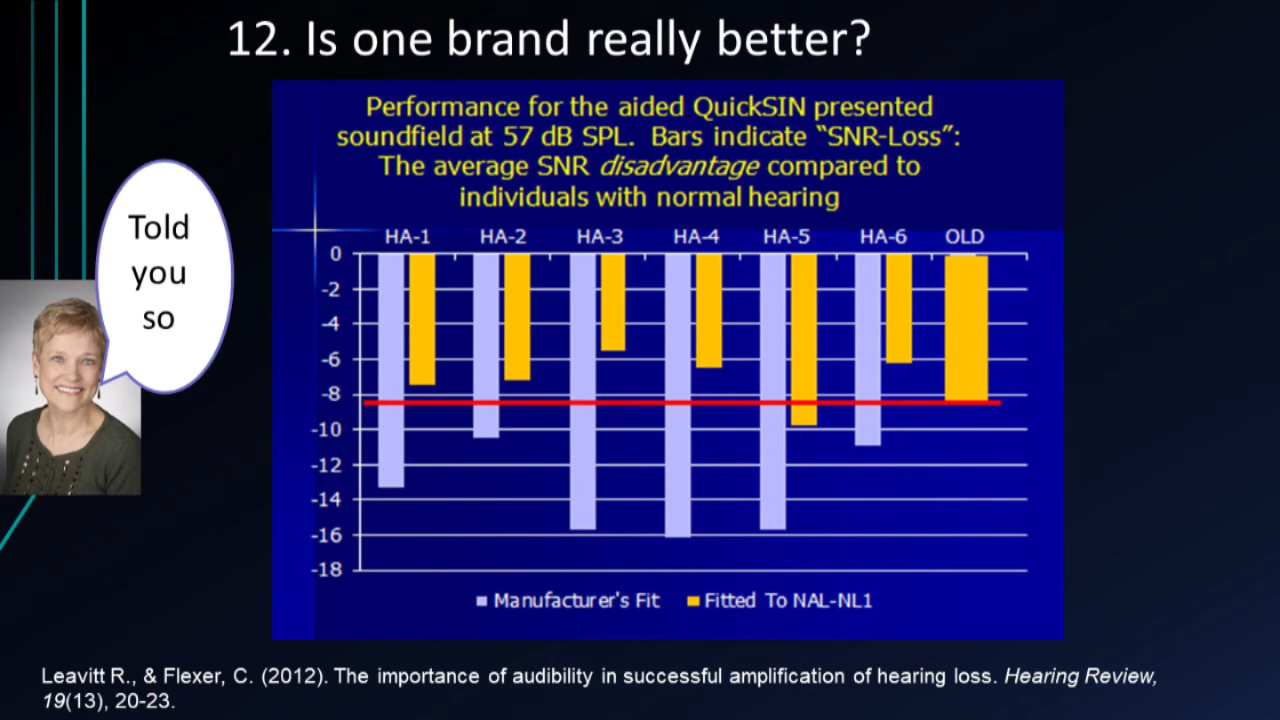 12. Is one brand really better?
Told
you
so
Performance for the aided QuickSIN presented
soundfield at 57 dB SPL. Bars indicate “SNR-Loss”:
The average SNR disadvantage compared to
individuals with normal hearing
HA-1 HA-2 HA-3 HA-4 HA-5 HA-6 OLD
0
-2
-4
-6
-8
-10
-12
-14
-16
-18
Manufacturer's Fit Fitted To NAL-NL1
Leavitt R., & Flexer, C. (2012). The importance of audibility in successful amplification of hearing loss. Hearing Review,
19(13), 20-23.